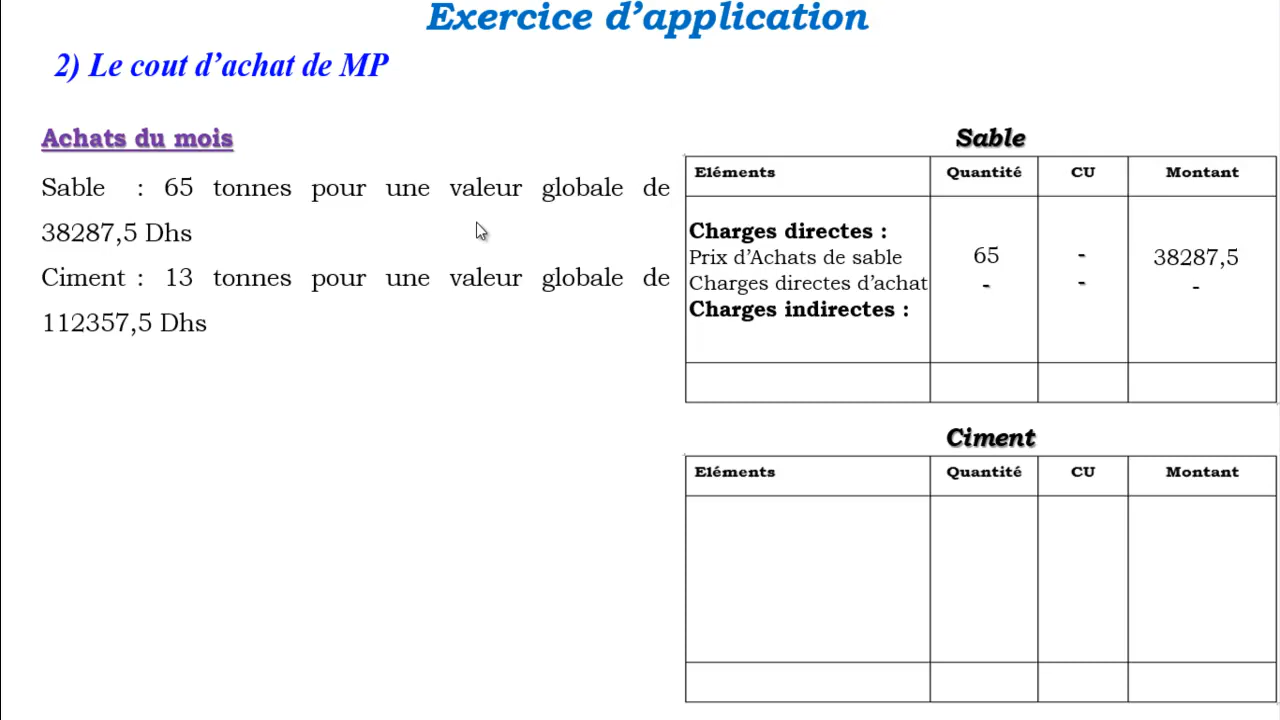 Exercice d'application
2) Le cout d'achat de MP
Achats du mois
Sable : 65 tonnes pour une valeur globale de
38287,5 Dhs
Ciment : 13 tonnes pour une valeur globale de
112357,5 Dhs
Sable
Eléments Quantité CU Montant
Charges directes :
Prix d'Achats de sable 65 - 38287,5
Charges directes d'achat - - -
Charges indirectes :
Ciment
Eléments Quantité CU Montant